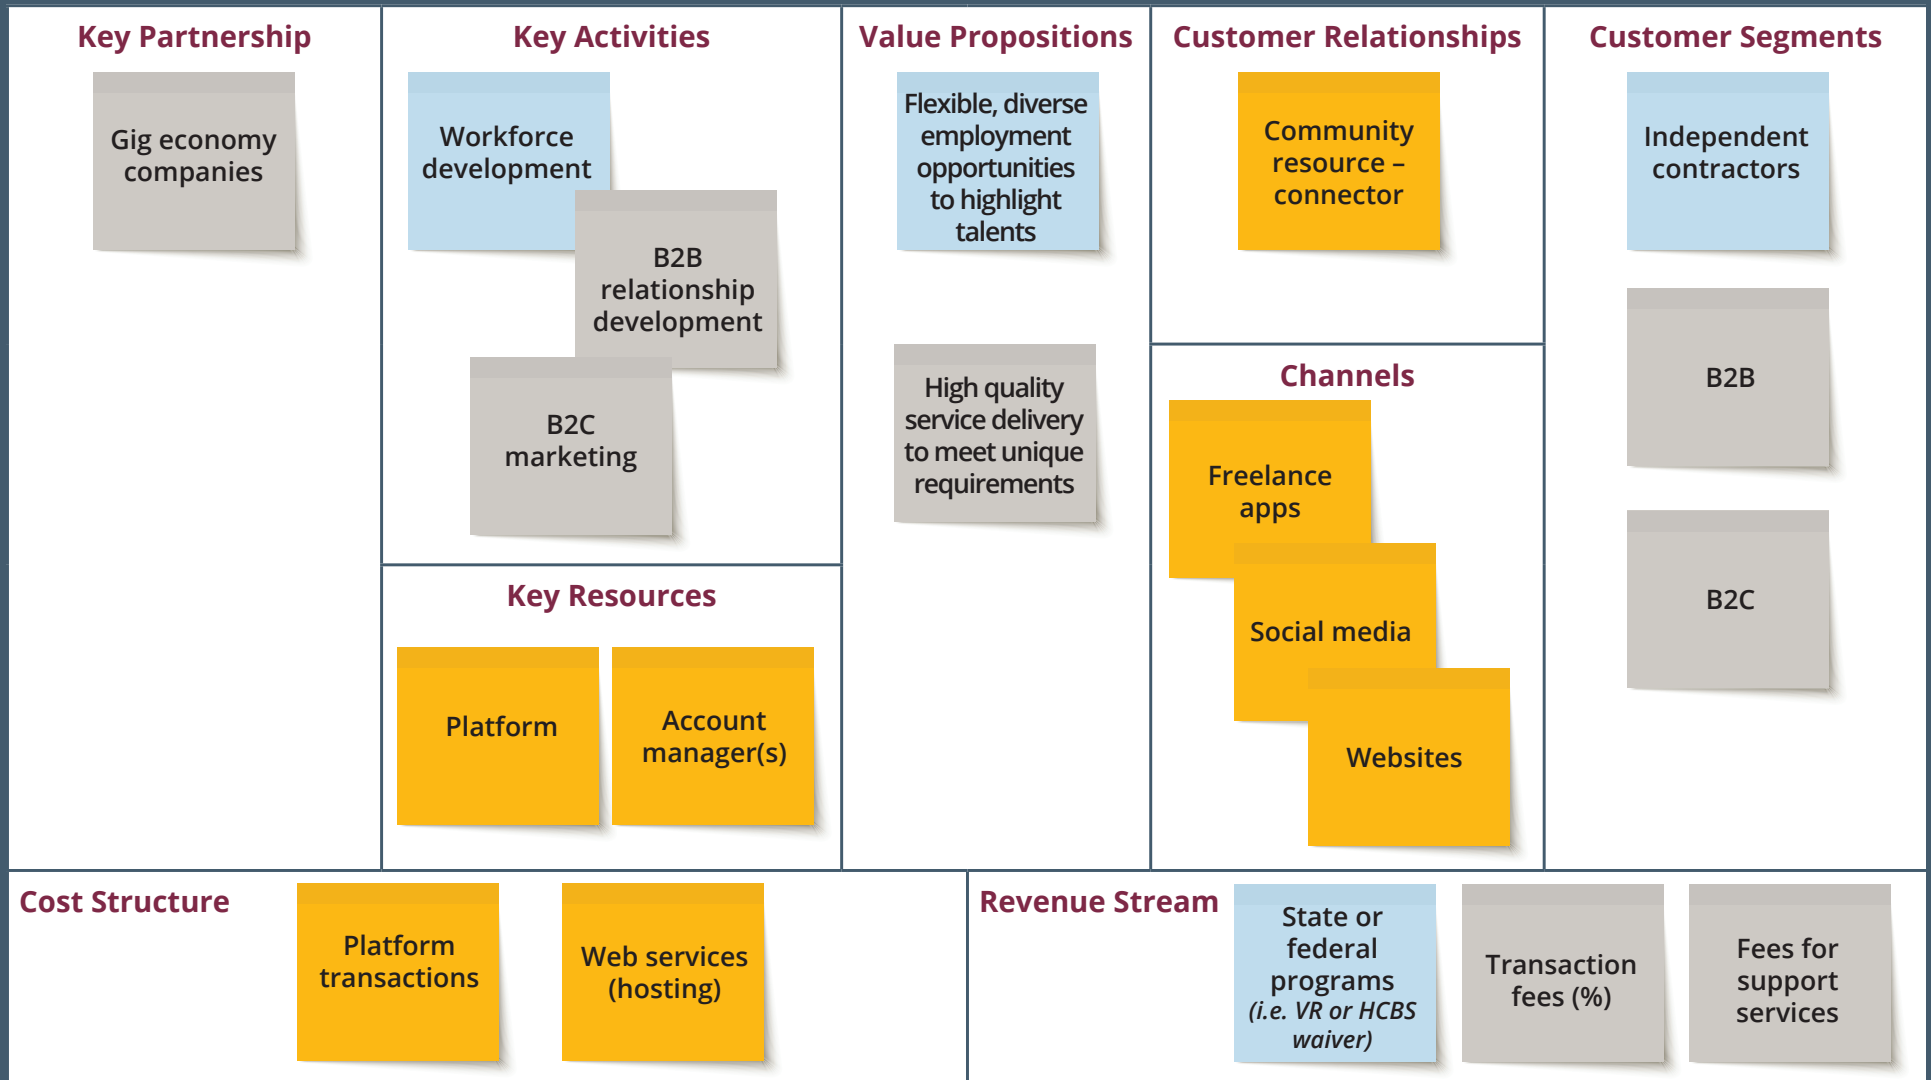 Key Partnership
Gig economy
companies
Key Activities
Workforce
development
B2B
relationship
development
B2C
marketing
Key Resources
Platform
Account
manager(s)
Value Propositions
Flexible, diverse
employment
opportunities
to highlight
talents
High quality
service delivery
to meet unique
requirements
Customer Relationships
Community
resource –
connector
Channels
Freelance
apps
Social media
Websites
Customer Segments
Independent
contractors
B2B
B2C
Cost Structure
Platform
transactions
Web services
(hosting)
Revenue Stream
State or
federal
programs
(i.e. VR or HCBS
waiver)
Transaction
fees (%)
Fees for
support
services